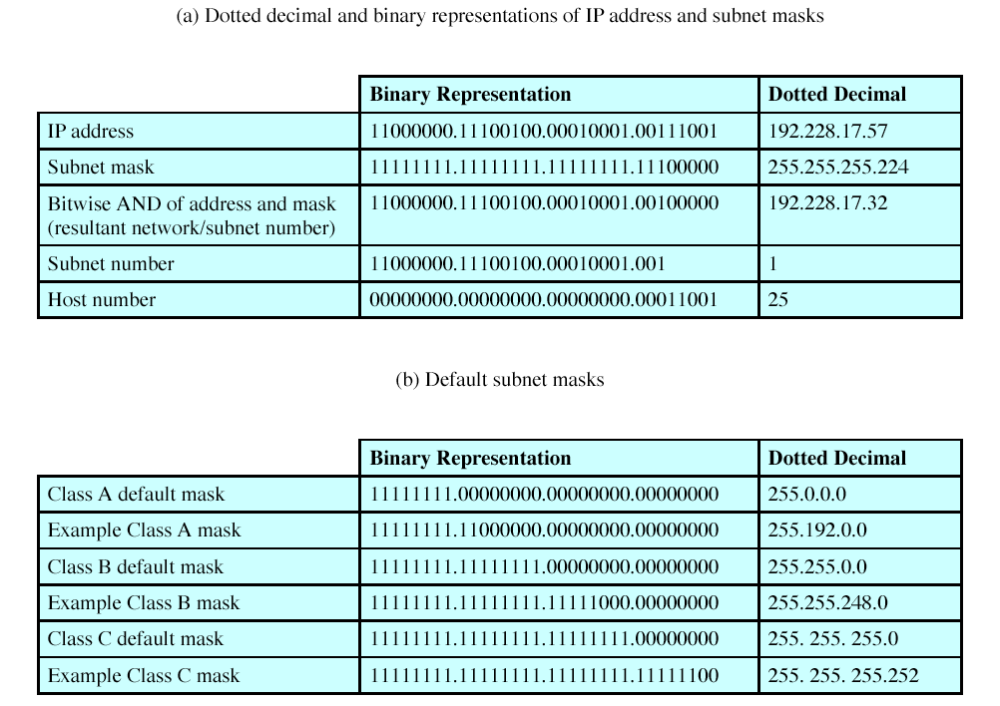 (a) Dotted decimal and binary representations of IP address and subnet masks
Binary Representation Dotted Decimal
IP address 11000000.11100100.00010001.00111001 192.228.17.57
Subnet mask 11111111.11111111.11111111.11100000 255.255.255.224
Bitwise AND of address and mask 11000000.11100100.00010001.00100000 192.228.17.32
(resultant network/subnet number)
Subnet number 11000000.11100100.00010001.001 1
Host number 00000000.00000000.00000000.00011001 25
(b) Default subnet masks
Binary Representation Dotted Decimal
Class A default mask 11111111.00000000.00000000.00000000 255.0.0.0
Example Class A mask 11111111.11000000.00000000.00000000 255.192.0.0
Class B default mask 11111111.11111111.00000000.00000000 255.255.0.0
Example Class B mask 11111111.11111111.11111000.00000000 255.255.248.0
Class C default mask 11111111.11111111.11111111.00000000 255. 255. 255.0
Example Class C mask 11111111.11111111.11111111.11111100 255. 255. 255.252